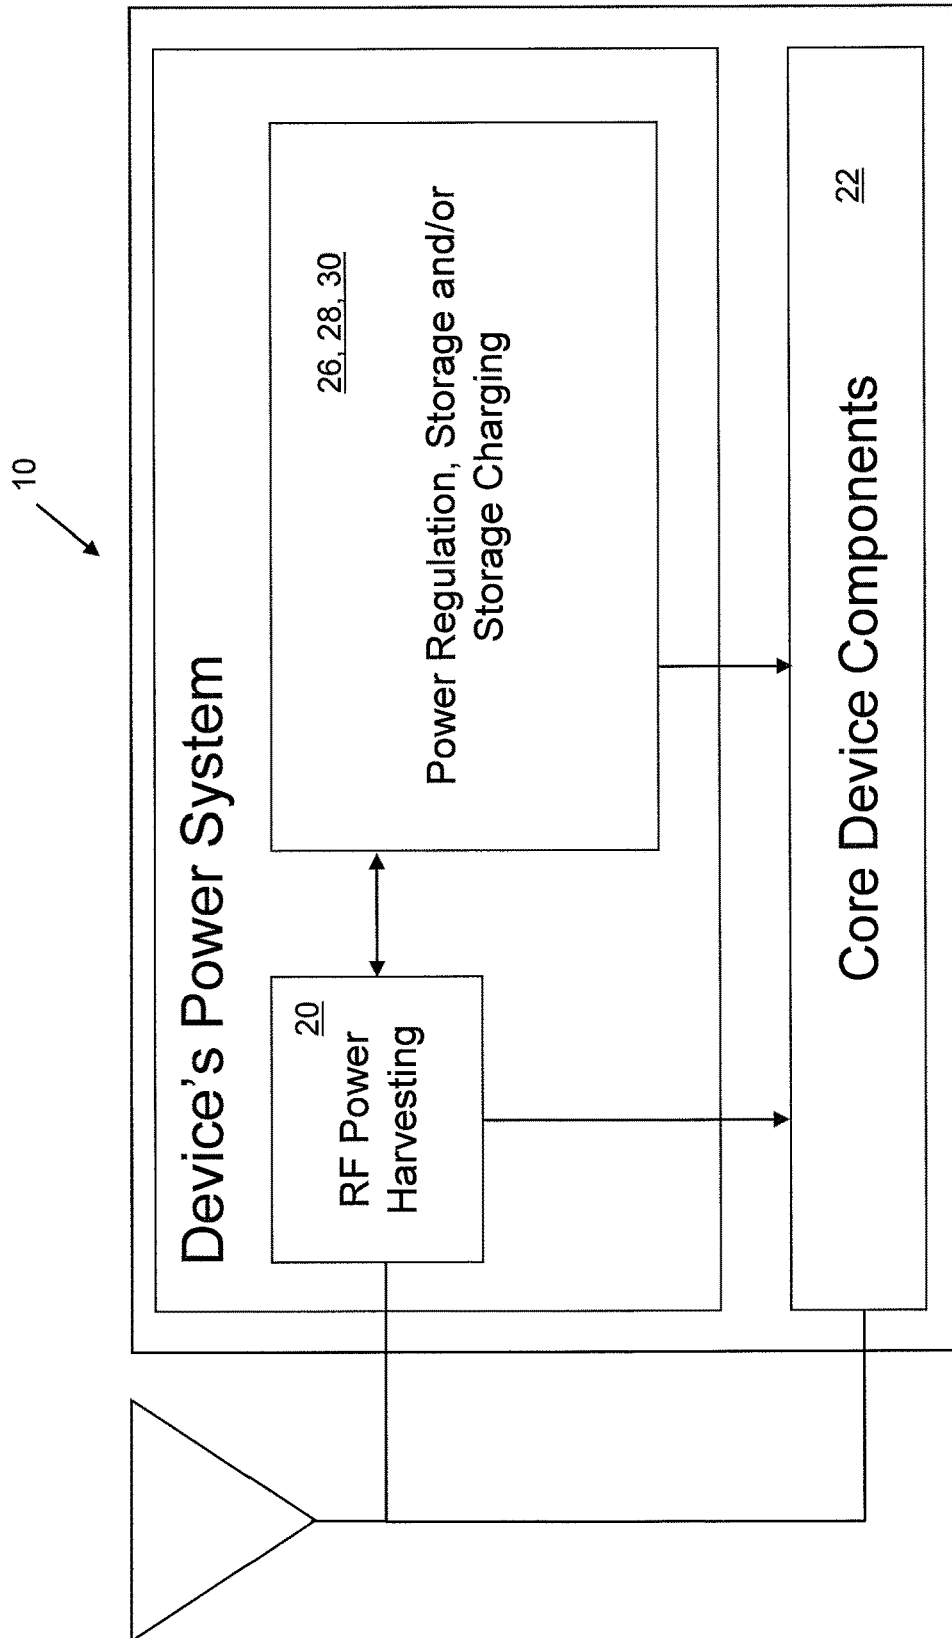 10
Device's Power System
20
RF Power
Harvesting
26, 28, 30
Power Regulation, Storage and/or
Storage Charging
22
Core Device Components